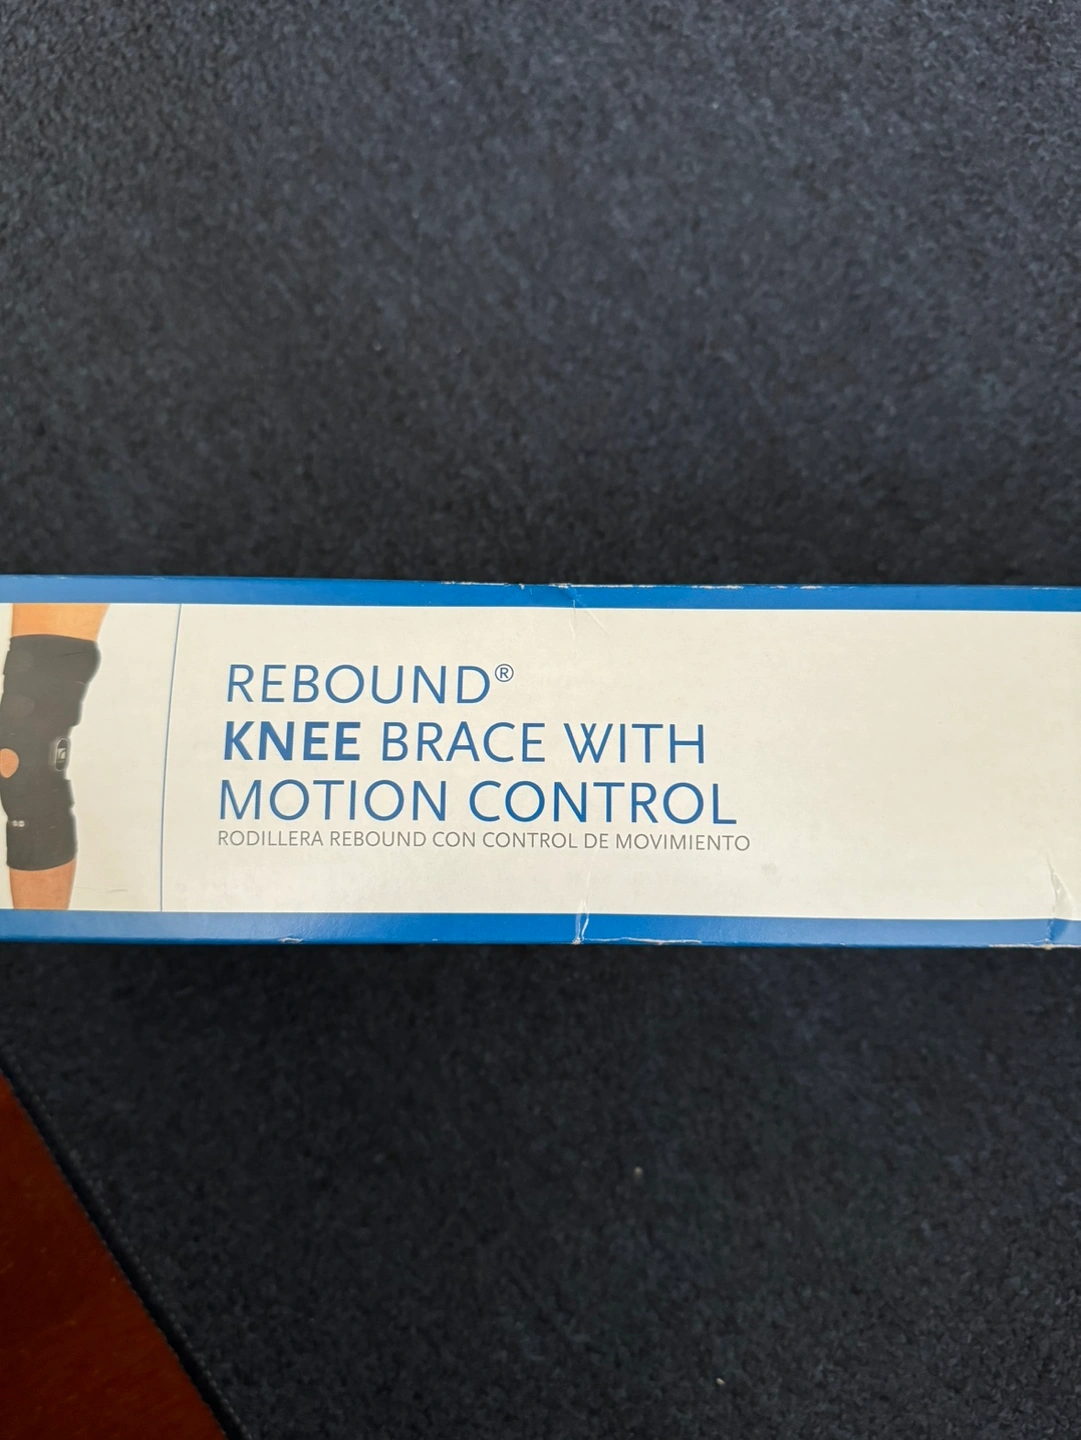 REBOUND®
KNEE BRACE WITH
MOTION CONTROL
RODILLERA REBOUND CON CONTROL DE MOVIMIENTO